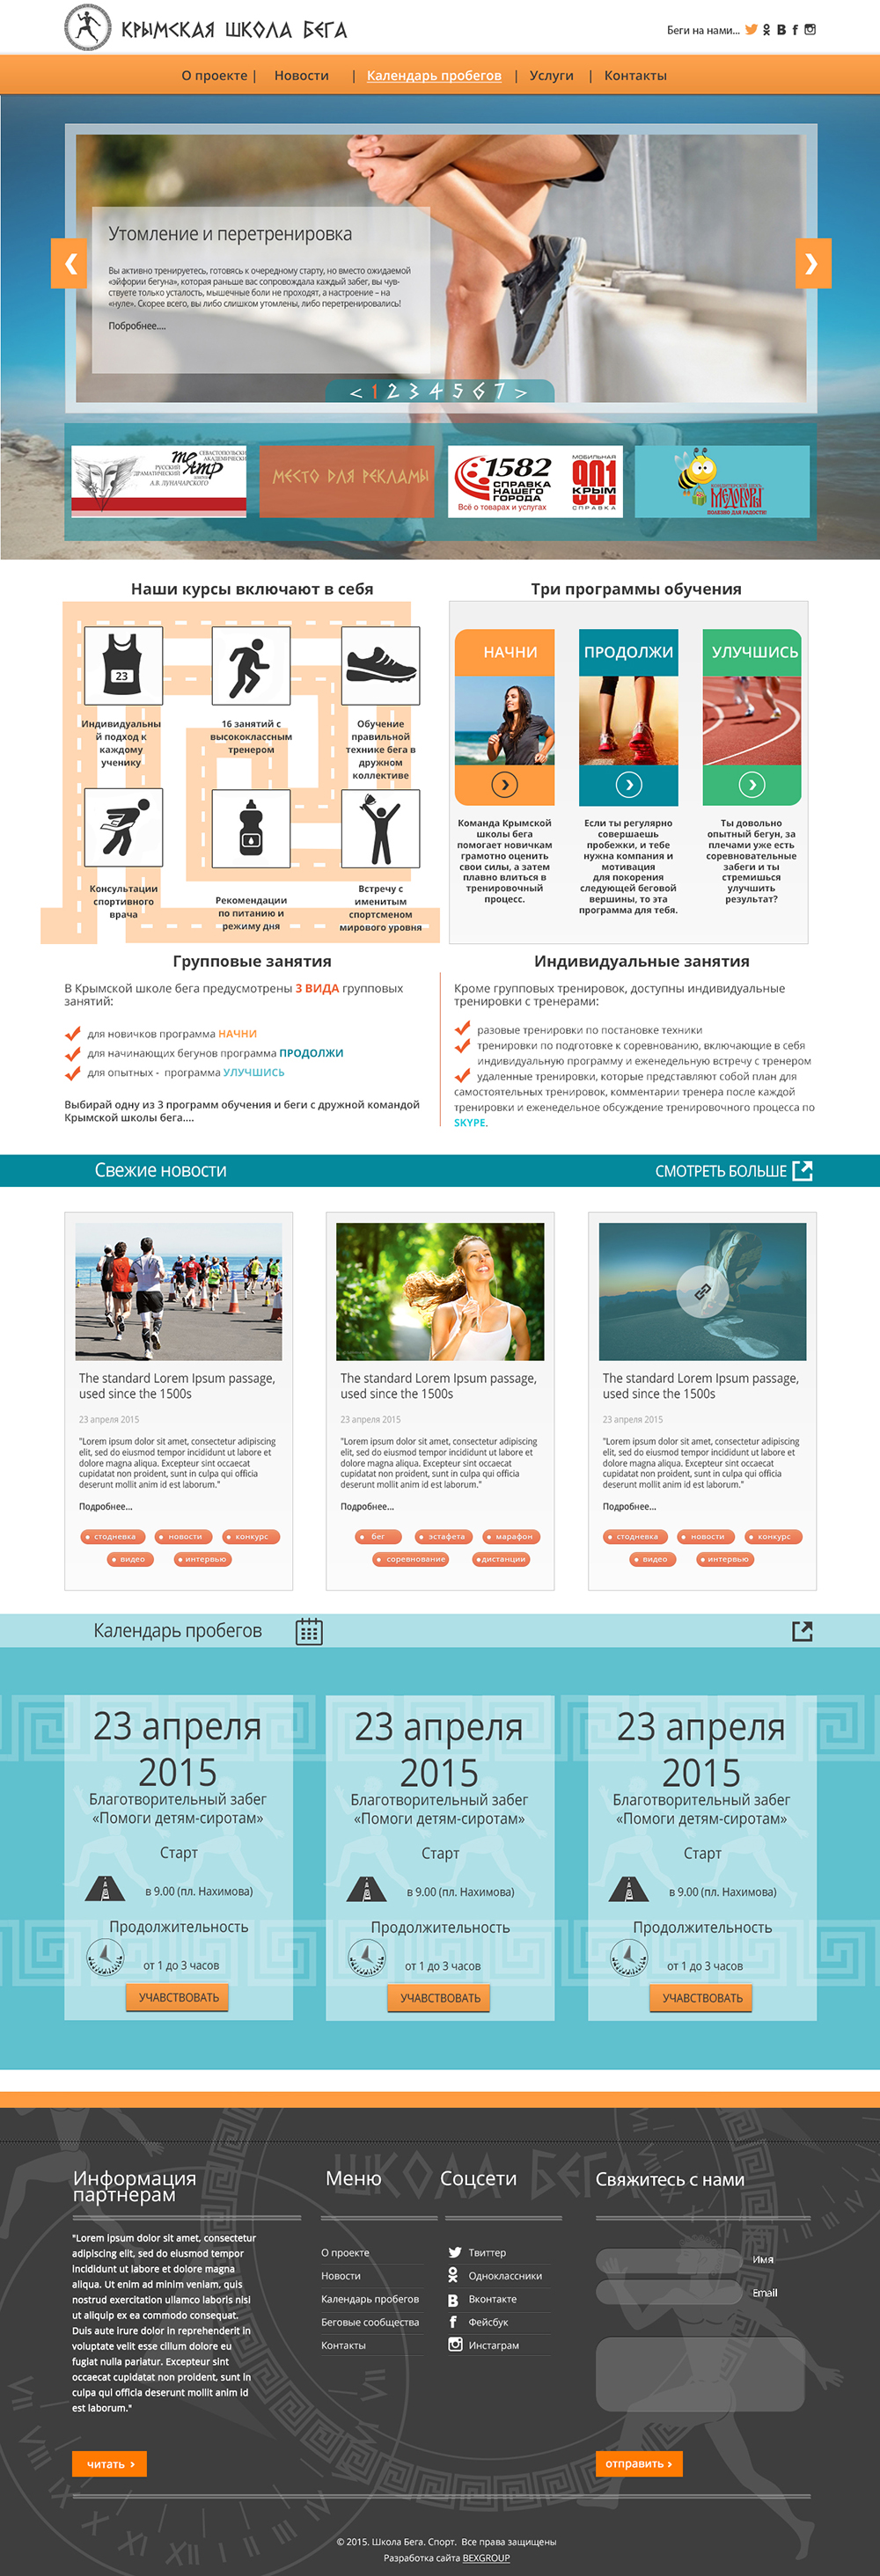 КРЫМСКАЯ ШКОЛА БЕГА
Беги на нами...
О проекте | Новости | Календарь пробегов | Услуги | Контакты
Утомление и перетренировка
Вы активно тренируетесь, готовясь к очередному старту, но вместо ожидаемой
«эйфории бегуна», которая раньше вас сопровождала каждый забег, вы чув-
ствуете только усталость, мышечные боли не проходят, а настроение – на
«нуле». Скорее всего, вы либо слишком утомлены, либо перетренировались!
Побробнее....
< 1 2 3 4 5 6 7 >
СЕВАСТОПОЛЬСКИЙ
АКАДЕМИЧЕСКИЙ
РУССКИЙ
ДРАМАТИЧЕСКИЙ
театр
А.В. ЛУНАЧАРСКОГО
МЕСТО ДЛЯ РЕКЛАМЫ
1582
СПРАВКА
НАШЕГО
ГОРОДА
Всё о товарах и услугах
МОБИЛЬНАЯ
901
КРЫМ
СПРАВКА
МЕДОБОРЫ
ПОЛЕЗНО ДЛЯ РАДОСТИ!
Наши курсы включают в себя
23
Индивидуальны
й подход к
каждому
ученику
16 занятий с
высококлассным
тренером
Обучение
правильной
технике бега в
дружном
коллективе
Консультации
спортивного
врача
Рекомендации
по питанию и
режиму дня
Встречу с
именитым
спортсменом
мирового уровня
Три программы обучения
НАЧНИ
Команда Крымской
школы бега
помогает новичкам
грамотно оценить
свои силы, а затем
плавно влиться в
тренировочный
процесс.
ПРОДОЛЖИ
Если ты регулярно
совершаешь
пробежки, и тебе
нужна компания и
мотивация
для покорения
следующей беговой
вершины, то эта
программа для тебя.
УЛУЧШИСЬ
Ты довольно
опытный бегун, за
плечами уже есть
соревновательные
забеги и ты
стремишься
улучшить
результат?
Групповые занятия
В Крымской школе бега предусмотрены 3 ВИДА групповых
занятий:
для новичков программа НАЧНИ
для начинающих бегунов программа ПРОДОЛЖИ
для опытных - программа УЛУЧШИСЬ
Выбирай одну из 3 программ обучения и беги с дружной командой
Крымской школы бега....
Индивидуальные занятия
Кроме групповых тренировок, доступны индивидуальные
тренировки с тренерами:
разовые тренировки по постановке техники
тренировки по подготовке к соревнованию, включающие в себя
индивидуальную программу и еженедельную встречу с тренером
удаленные тренировки, которые представляют собой план для
самостоятельных тренировок, комментарии тренера после каждой
тренировки и еженедельное обсуждение тренировочного процесса по
SKYPE.
Свежие новости
СМОТРЕТЬ БОЛЬШЕ
The standard Lorem Ipsum passage,
used since the 1500s
23 апреля 2015
"Lorem ipsum dolor sit amet, consectetur adipiscing
elit, sed do eiusmod tempor incididunt ut labore et
dolore magna aliqua. Excepteur sint occaecat
cupidatat non proident, sunt in culpa qui officia
deserunt mollit anim id est laborum."
Подробнее...
стодневка новости конкурс
видео интервью
The standard Lorem Ipsum passage,
used since the 1500s
23 апреля 2015
"Lorem ipsum dolor sit amet, consectetur adipiscing
elit, sed do eiusmod tempor incididunt ut labore et
dolore magna aliqua. Excepteur sint occaecat
cupidatat non proident, sunt in culpa qui officia
deserunt mollit anim id est laborum."
Подробнее...
бег эстафета марафон
соревнование дистанции
The standard Lorem Ipsum passage,
used since the 1500s
23 апреля 2015
"Lorem ipsum dolor sit amet, consectetur adipiscing
elit, sed do eiusmod tempor incididunt ut labore et
dolore magna aliqua. Excepteur sint occaecat
cupidatat non proident, sunt in culpa qui officia
deserunt mollit anim id est laborum."
Подробнее...
стодневка новости конкурс
видео интервью
Календарь пробегов
23 апреля
2015
Благотворительный забег
«Помоги детям-сиротам»
Старт
в 9.00 (пл. Нахимова)
Продолжительность
от 1 до 3 часов
УЧАВСТВОВАТЬ
23 апреля
2015
Благотворительный забег
«Помоги детям-сиротам»
Старт
в 9.00 (пл. Нахимова)
Продолжительность
от 1 до 3 часов
УЧАВСТВОВАТЬ
23 апреля
2015
Благотворительный забег
«Помоги детям-сиротам»
Старт
в 9.00 (пл. Нахимова)
Продолжительность
от 1 до 3 часов
УЧАВСТВОВАТЬ
ШКОЛА БЕГА
Информация
партнерам
"Lorem ipsum dolor sit amet, consectetur
adipiscing elit, sed do eiusmod tempor
incididunt ut labore et dolore magna
aliqua. Ut enim ad minim veniam, quis
nostrud exercitation ullamco laboris nisi
ut aliquip ex ea commodo consequat.
Duis aute irure dolor in reprehenderit in
voluptate velit esse cillum dolore eu
fugiat nulla pariatur. Excepteur sint
occaecat cupidatat non proident, sunt in
culpa qui officia deserunt mollit anim id
est laborum."
читать ›
Меню
О проекте
Новости
Календарь пробегов
Беговые сообщества
Контакты
Соцсети
Твиттер
Одноклассники
Вконтакте
Фейсбук
Инстаграм
Свяжитесь с нами
Имя
Email
отправить ›
© 2015. Школа Бега. Спорт. Все права защищены
Разработка сайта BEXGROUP